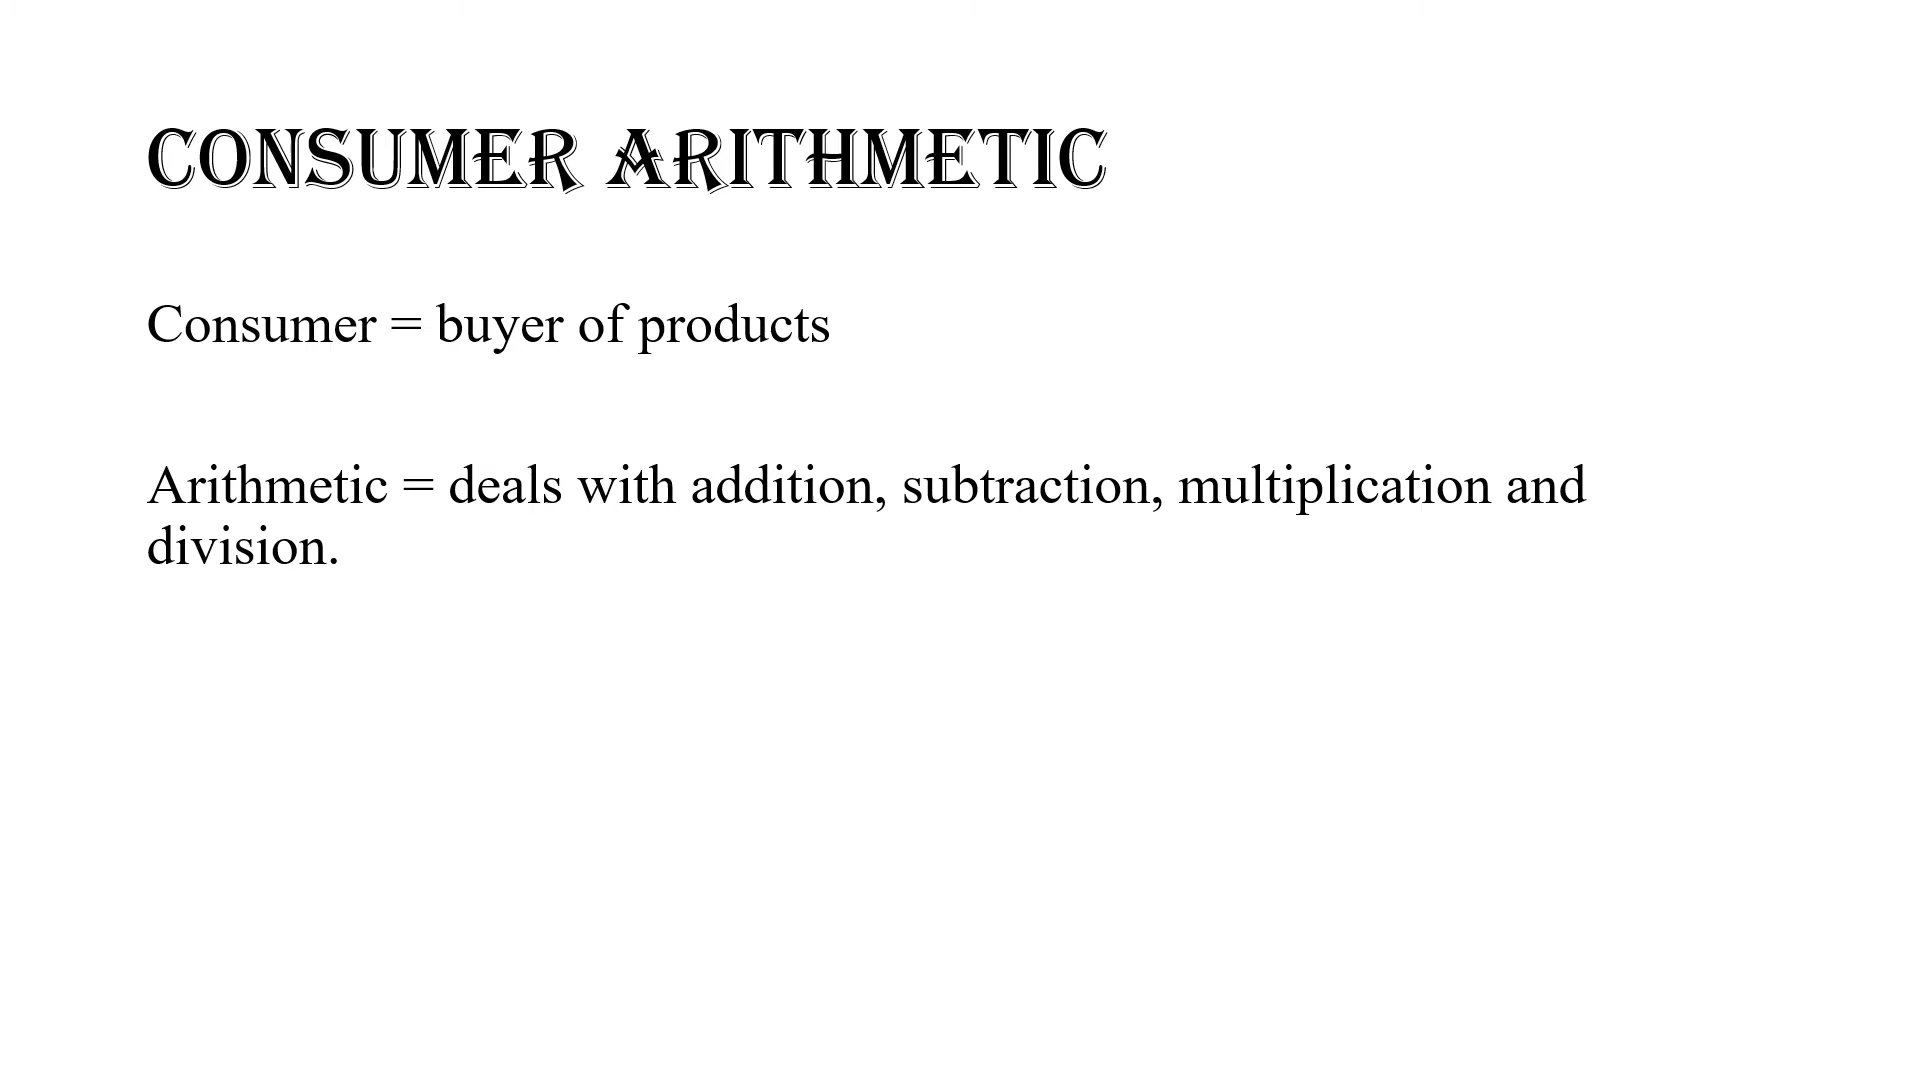 CONSUMER ARITHMETIC
Consumer = buyer of products
Arithmetic = deals with addition, subtraction, multiplication and
division.